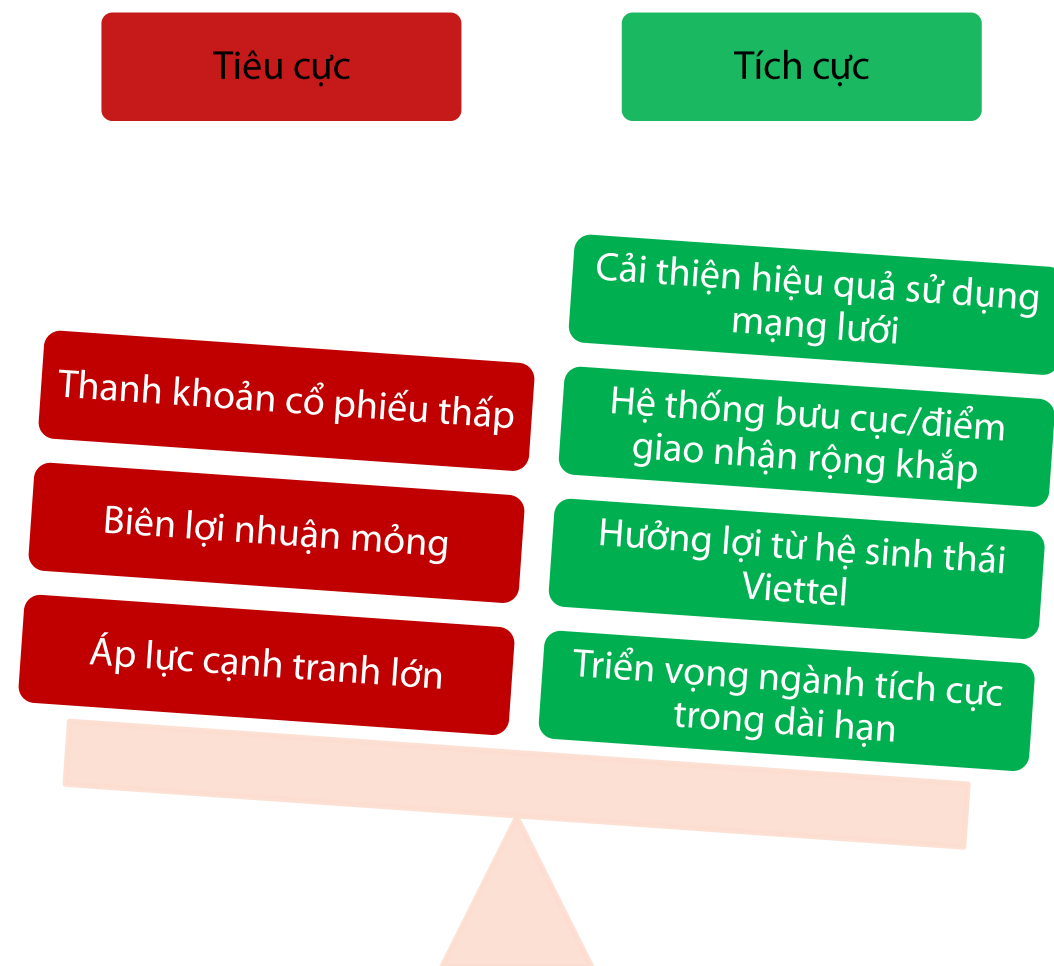 Tiêu cực
Tích cực
Thanh khoản cổ phiếu thấp
Biên lợi nhuận mỏng
Áp lực cạnh tranh lớn
Cải thiện hiệu quả sử dụng
mạng lưới
Hệ thống bưu cục/điểm
giao nhận rộng khắp
Hưởng lợi từ hệ sinh thái
Viettel
Triển vọng ngành tích cực
trong dài hạn